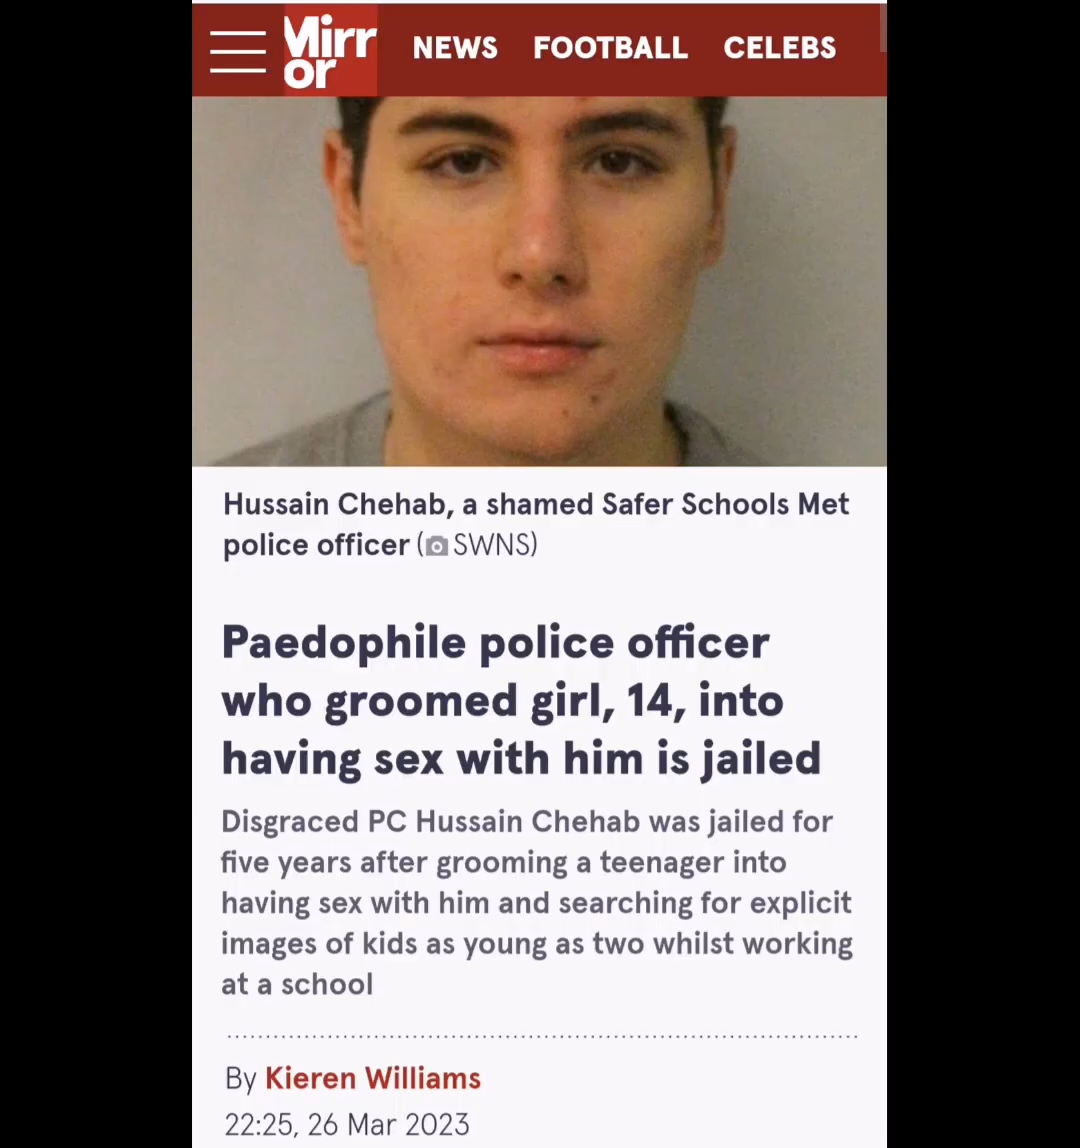 Mirr
or
NEWS FOOTBALL CELEBS
Hussain Chehab, a shamed Safer Schools Met
police officer (SWNS)
Paedophile police officer
who groomed girl, 14, into
having sex with him is jailed
Disgraced PC Hussain Chehab was jailed for
five years after grooming a teenager into
having sex with him and searching for explicit
images of kids as young as two whilst working
at a school
By Kieren Williams
22:25, 26 Mar 2023